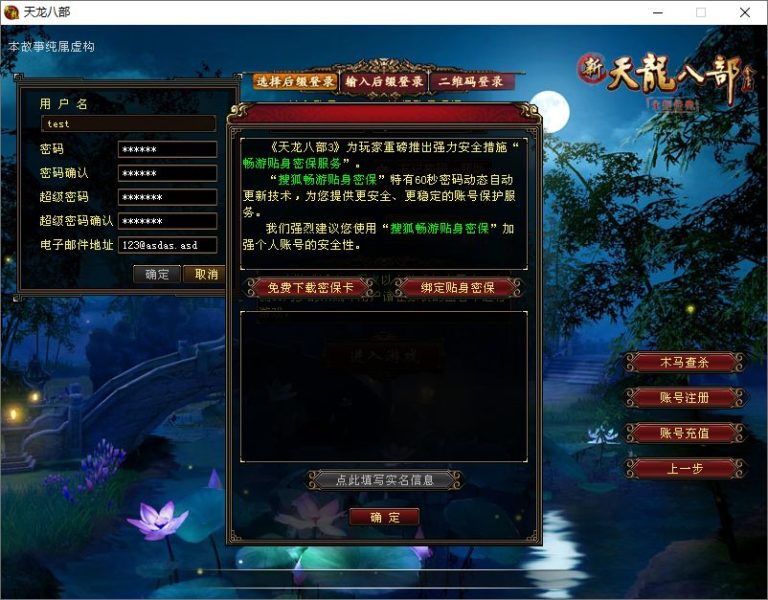 天龙八部
本故事纯属虚构
新天龍八部
选择后缀登录 输入后缀登录 二维码登录
用户名
test
密码 ******
密码确认 ******
超级密码 *******
超级密码确认 *******
电子邮件地址 123@asdas.asd
确定 取消
《天龙八部3》为玩家重磅推出强力安全措施“
畅游贴身密保服务”。
“搜狐畅游贴身密保”特有60秒密码动态自动
更新技术，为您提供更安全、更稳定的账号保护服
务。
我们强烈建议您使用“搜狐畅游贴身密保”加
强个人账号的安全性。
免费下载密保卡 绑定贴身密保
进入游戏
点此填写实名信息
确定
木马查杀
账号注册
账号充值
上一步